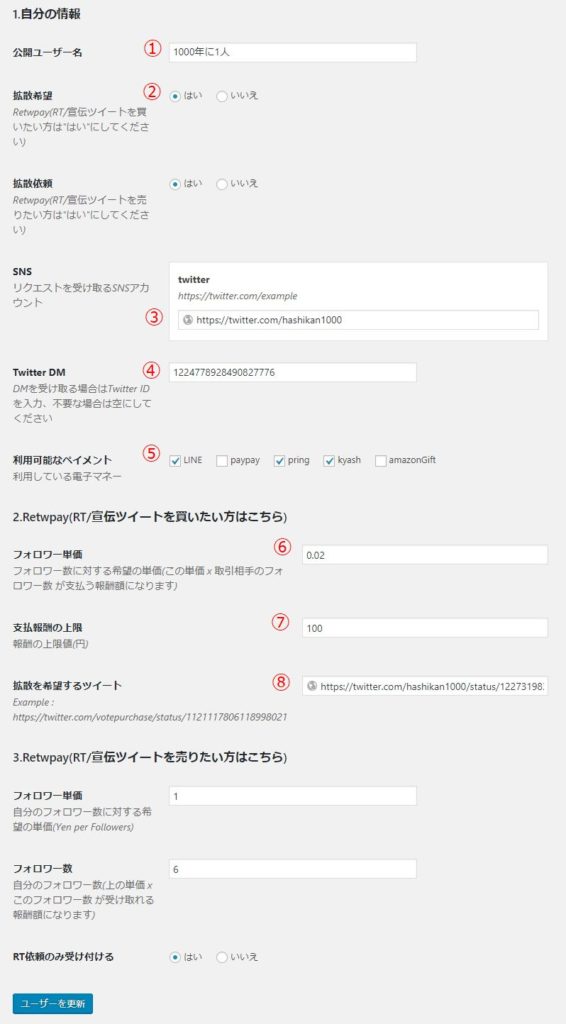 1.自分の情報
公開ユーザー名
① 1000年に1人
拡散希望
② はい いいえ
Retwpay(RT/宣伝ツイートを買
いたい方は"はい"にしてくださ
い)
拡散依頼
はい いいえ
Retwpay(RT/宣伝ツイートを売
りたい方は"はい"にしてくださ
い)
SNS
リクエストを受け取るSNSアカ
ウント
twitter
https://twitter.com/example
③ https://twitter.com/hashikan1000
Twitter DM
④ 1224778928490827776
DMを受け取る場合はTwitter ID
を入力、不要な場合は空にして
ください
利用可能なペイメント
⑤ LINE paypay pring kyash amazonGift
利用している電子マネー
2.Retwpay(RT/宣伝ツイートを買いたい方はこちら)
フォロワー単価
⑥ 0.02
フォロワー数に対する希望の単価(この単価 x 取引相手のフォ
ロワー数 が支払う報酬額になります)
支払報酬の上限
⑦ 100
報酬の上限値(円)
拡散を希望するツイート
⑧ https://twitter.com/hashikan1000/status/12273198
Example :
https://twitter.com/votepurchase/status/1121117806118998021
3.Retwpay(RT/宣伝ツイートを売りたい方はこちら)
フォロワー単価
1
自分のフォロワー数に対する希
望の単価(Yen per Followers)
フォロワー数
6
自分のフォロワー数(上の単価 x
このフォロワー数 が受け取れる
報酬額になります)
RT依頼のみ受け付ける
はい いいえ
ユーザーを更新